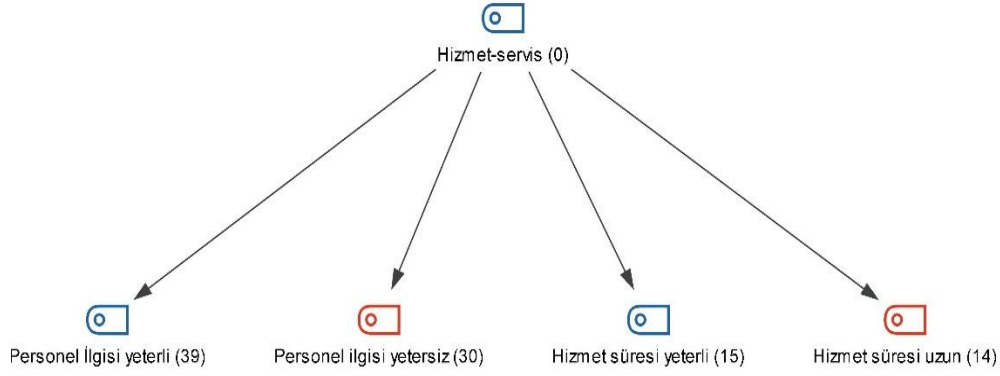 Hizmet-servis (0)
Personel İlgisi yeterli (39)
Personel ilgisi yetersiz (30)
Hizmet süresi yeterli (15)
Hizmet süresi uzun (14)